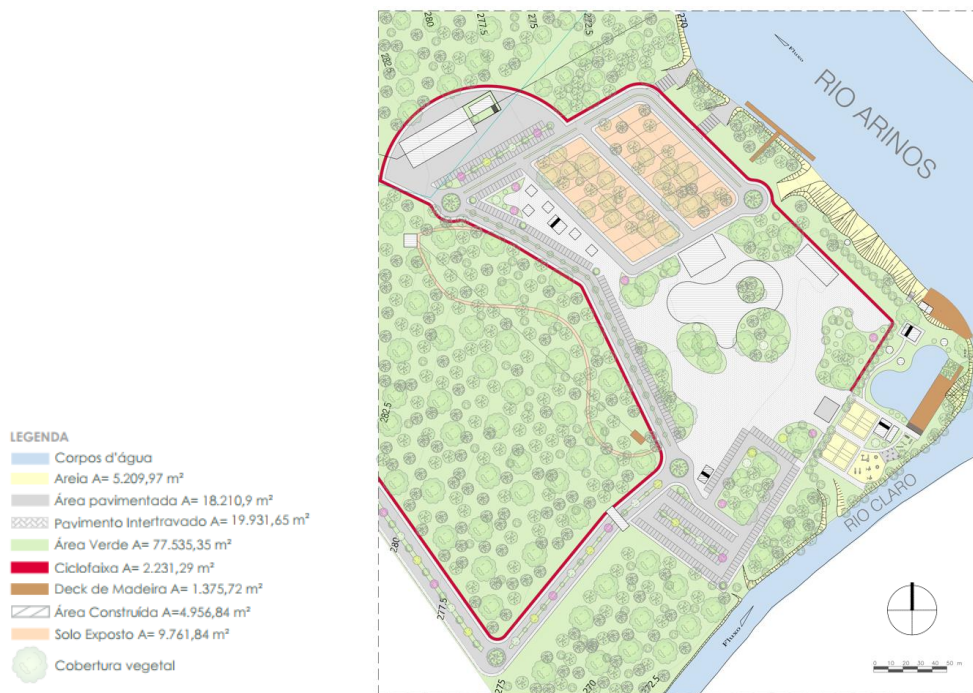 280
277.5
275
272.5
270
282.5
Fluxo
RIO ARINOS
282.5
RIO CLARO
280
277.5
Fluxo
275
270
272.5
0 10 20 30 40 50 m
LEGENDA
Corpos d'água
Areia A= 5.209,97 m²
Área pavimentada A= 18.210,9 m²
Pavimento Intertravado A= 19.931,65 m²
Área Verde A= 77.535,35 m²
Ciclofaixa A= 2.231,29 m²
Deck de Madeira A= 1.375,72 m²
Área Construída A=4.956,84 m²
Solo Exposto A= 9.761,84 m²
Cobertura vegetal